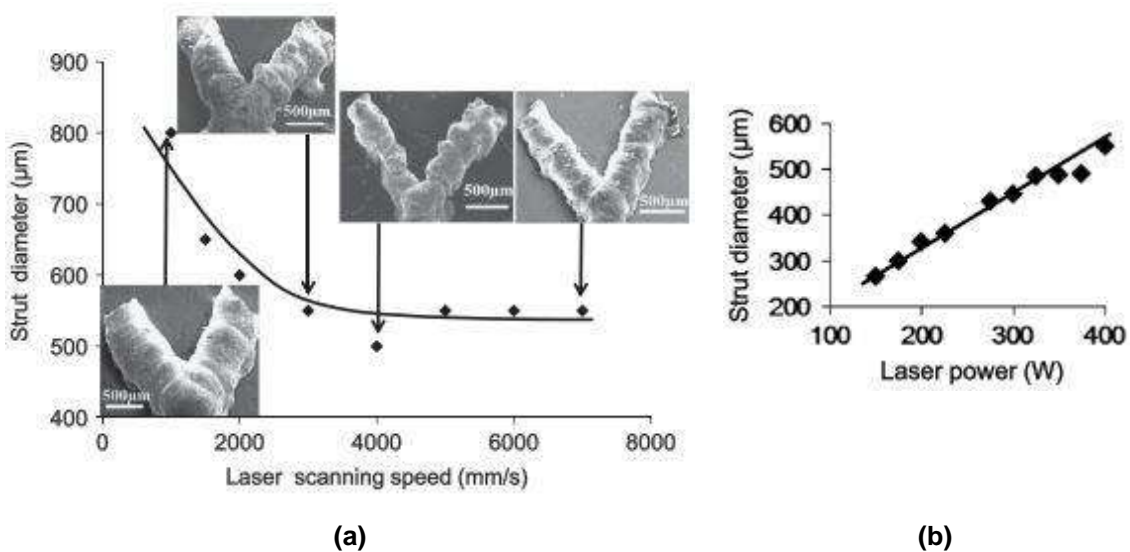 900
800
700
600
500
400
Strut diameter (μm)
0
2000
4000
6000
8000
Laser scanning speed (mm/s)
500μm
500μm
500μm
500μm
(a)
600
500
400
300
200
Strut diameter (μm)
100
200
300
400
Laser power (W)
(b)